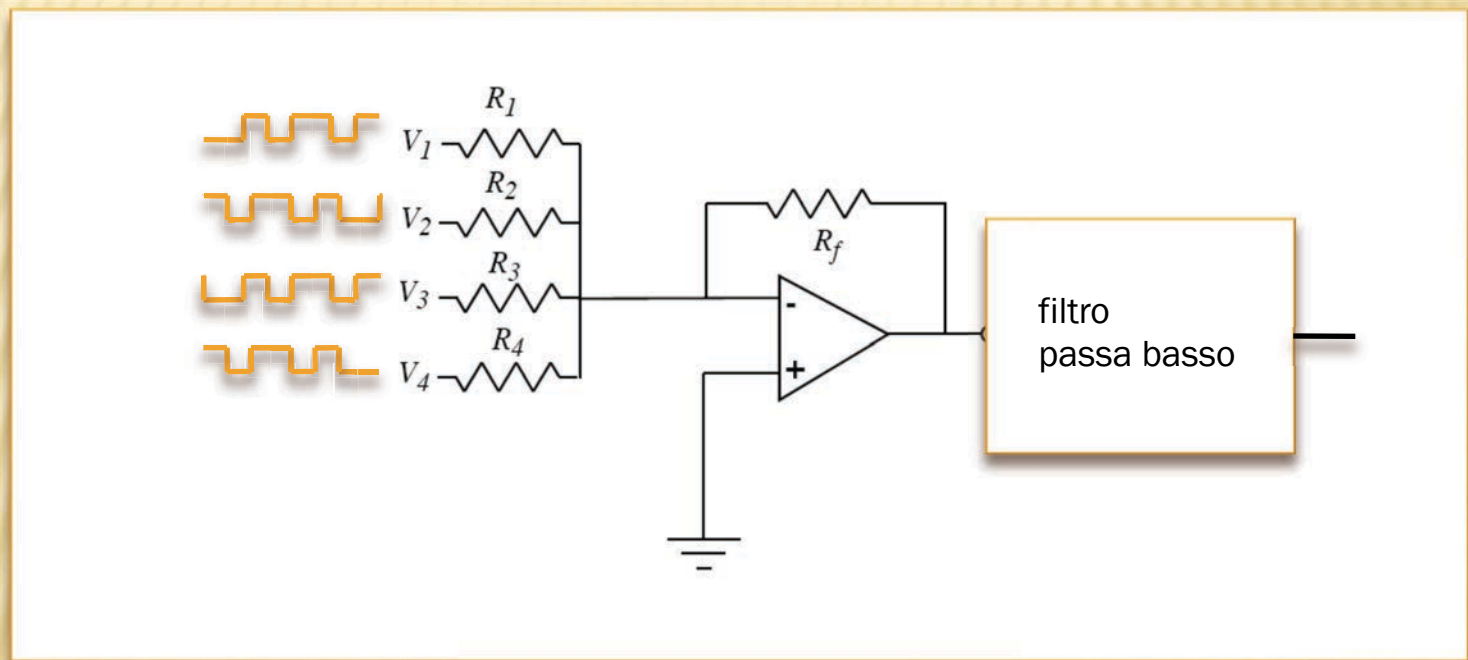 R1
V1
R2
V2
Rf
R3
V3
-
filtro
passa basso
R4
V4
+